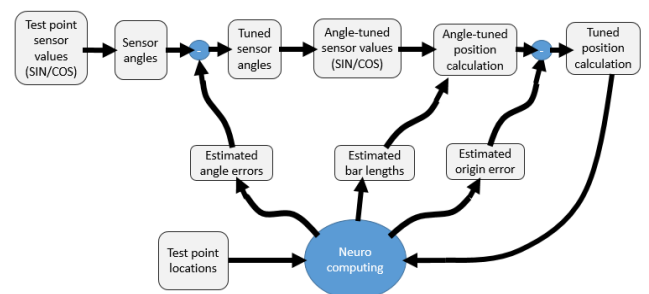 Test point
sensor
values
(SIN/COS)
Sensor
angles
-
Tuned
sensor
angles
Angle-tuned
sensor values
(SIN/COS)
Angle-tuned
position
calculation
-
Tuned
position
calculation
Estimated
angle errors
Estimated
bar lengths
Estimated
origin error
Test point
locations
Neuro
computing